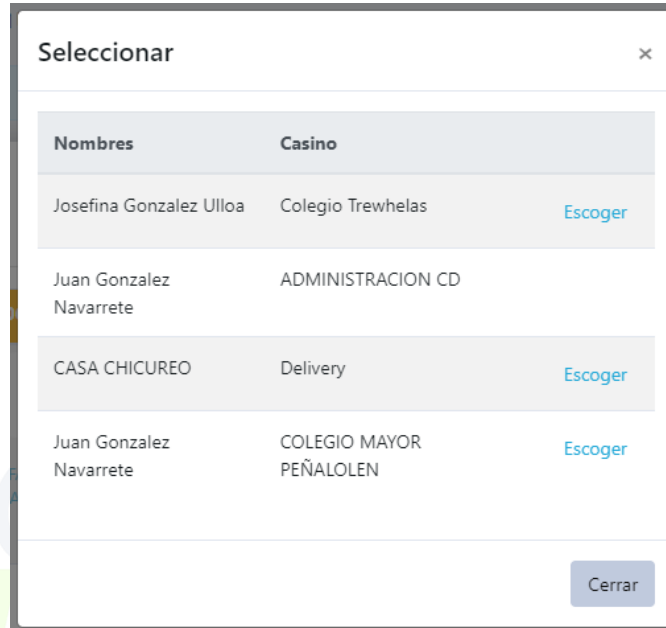 Seleccionar ×
Nombres Casino
Josefina Gonzalez Ulloa Colegio Trewhelas Escoger
Juan Gonzalez ADMINISTRACION CD
Navarrete
CASA CHICUREO Delivery Escoger
Juan Gonzalez COLEGIO MAYOR Escoger
Navarrete PEÑALOLEN
Cerrar